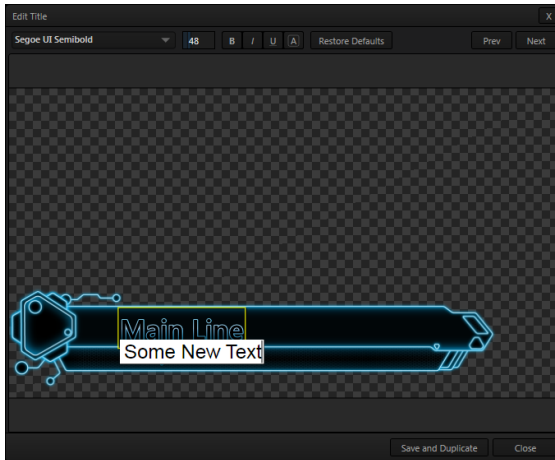 Edit Title X
Segoe UI Semibold 48 B I U A Restore Defaults Prev Next
Main Line
Some New Text
Save and Duplicate Close